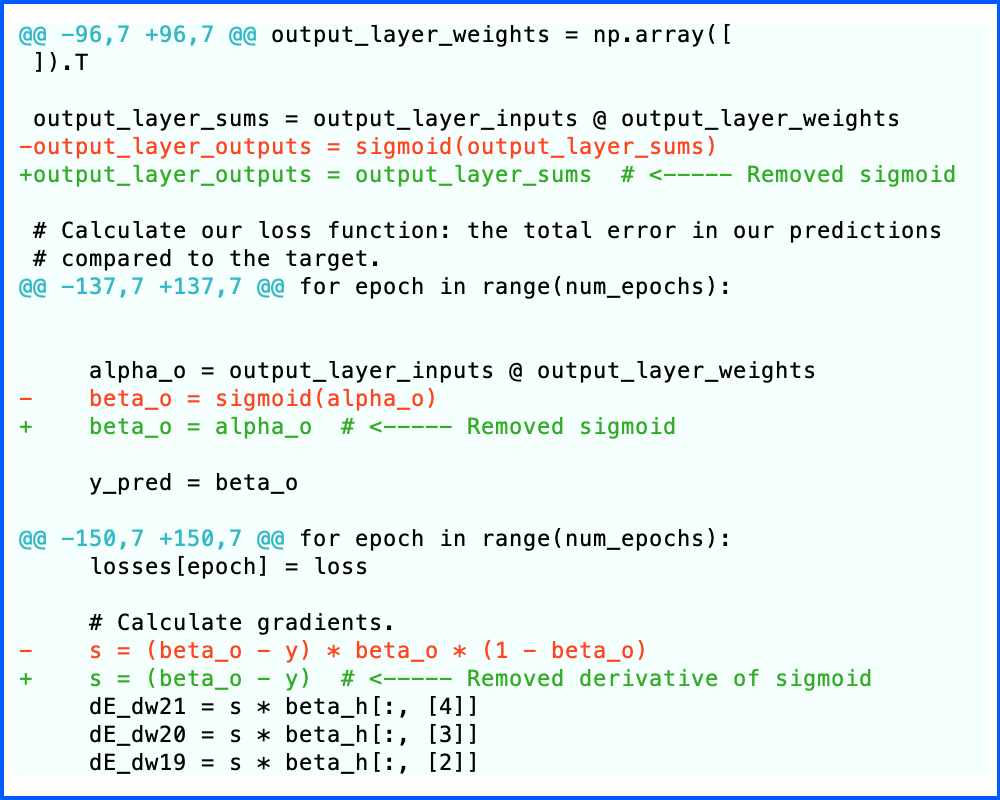 @@ -96,7 +96,7 @@ output_layer_weights = np.array([
 ]).T
 output_layer_sums = output_layer_inputs @ output_layer_weights
-output_layer_outputs = sigmoid(output_layer_sums)
+output_layer_outputs = output_layer_sums  # <----- Removed sigmoid
 # Calculate our loss function: the total error in our predictions
 # compared to the target.
@@ -137,7 +137,7 @@ for epoch in range(num_epochs):
     alpha_o = output_layer_inputs @ output_layer_weights
-    beta_o = sigmoid(alpha_o)
+    beta_o = alpha_o  # <----- Removed sigmoid
     y_pred = beta_o
@@ -150,7 +150,7 @@ for epoch in range(num_epochs):
     losses[epoch] = loss
     # Calculate gradients.
-    s = (beta_o - y) * beta_o * (1 - beta_o)
+    s = (beta_o - y)  # <----- Removed derivative of sigmoid
     dE_dw21 = s * beta_h[:, [4]]
     dE_dw20 = s * beta_h[:, [3]]
     dE_dw19 = s * beta_h[:, [2]]